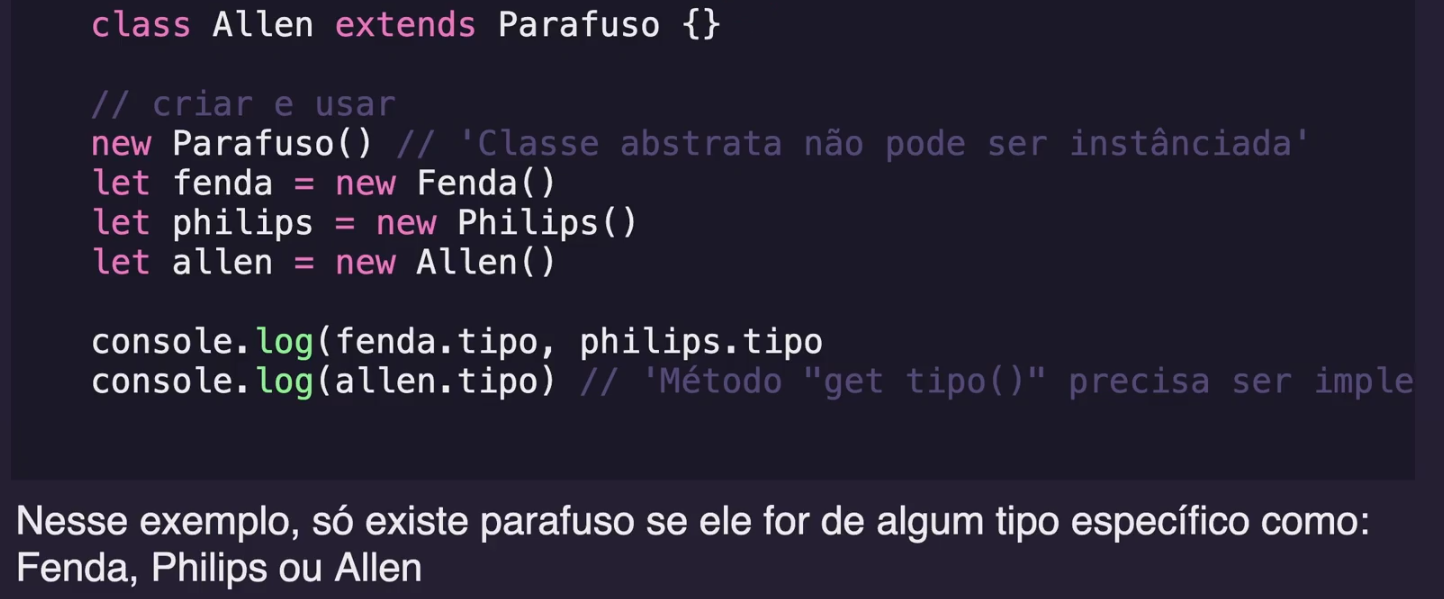 class Allen extends Parafuso {}
// criar e usar
new Parafuso() // 'Classe abstrata não pode ser instânciada'
let fenda = new Fenda()
let philips = new Philips()
let allen = new Allen()
console.log(fenda.tipo, philips.tipo
console.log(allen.tipo) // 'Método "get tipo()" precisa ser imple
Nesse exemplo, só existe parafuso se ele for de algum tipo específico como:
Fenda, Philips ou Allen